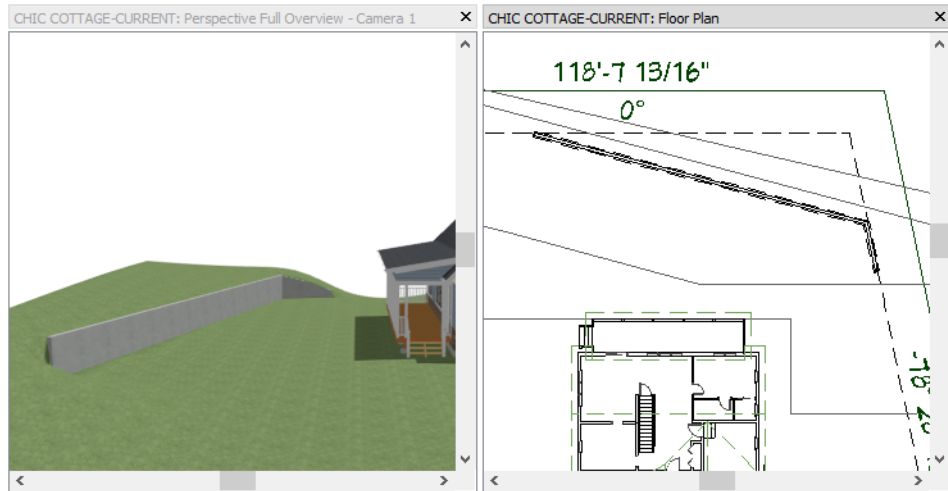 CHIC COTTAGE-CURRENT: Perspective Full Overview - Camera 1
CHIC COTTAGE-CURRENT: Floor Plan
118'-7 13/16"
0°